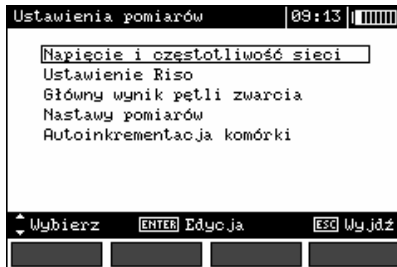 Ustawienia pomiarów 09:13
Napięcie i częstotliwość sieci
Ustawienie Riso
Główny wynik pętli zwarcia
Nastawy pomiarów
Autoinkrementacja komórki
Wybierz ENTER Edycja ESC Wyjdź